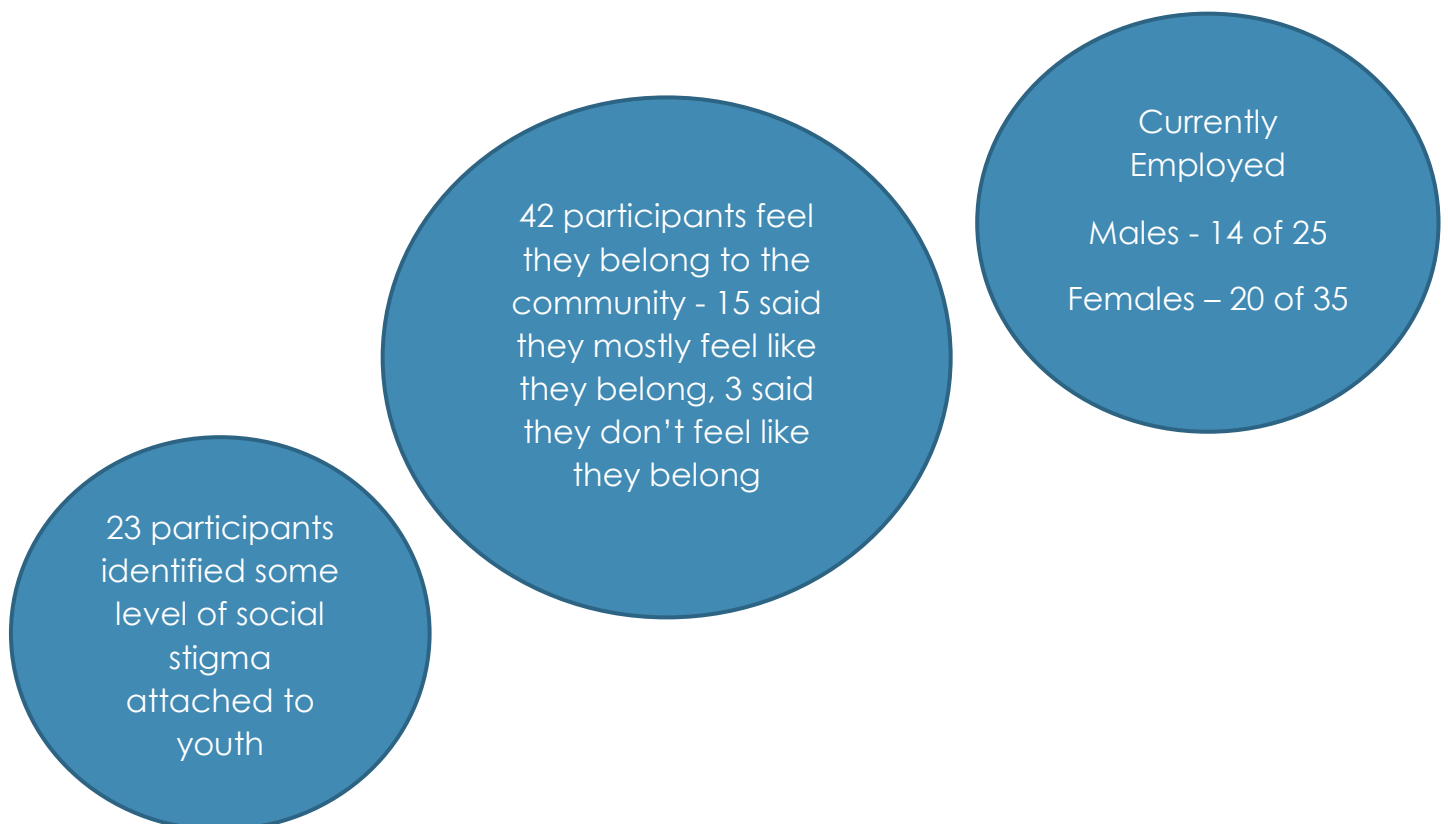 Currently
Employed
Males - 14 of 25
Females – 20 of 35
42 participants feel
they belong to the
community - 15 said
they mostly feel like
they belong, 3 said
they don’t feel like
they belong
23 participants
identified some
level of social
stigma
attached to
youth